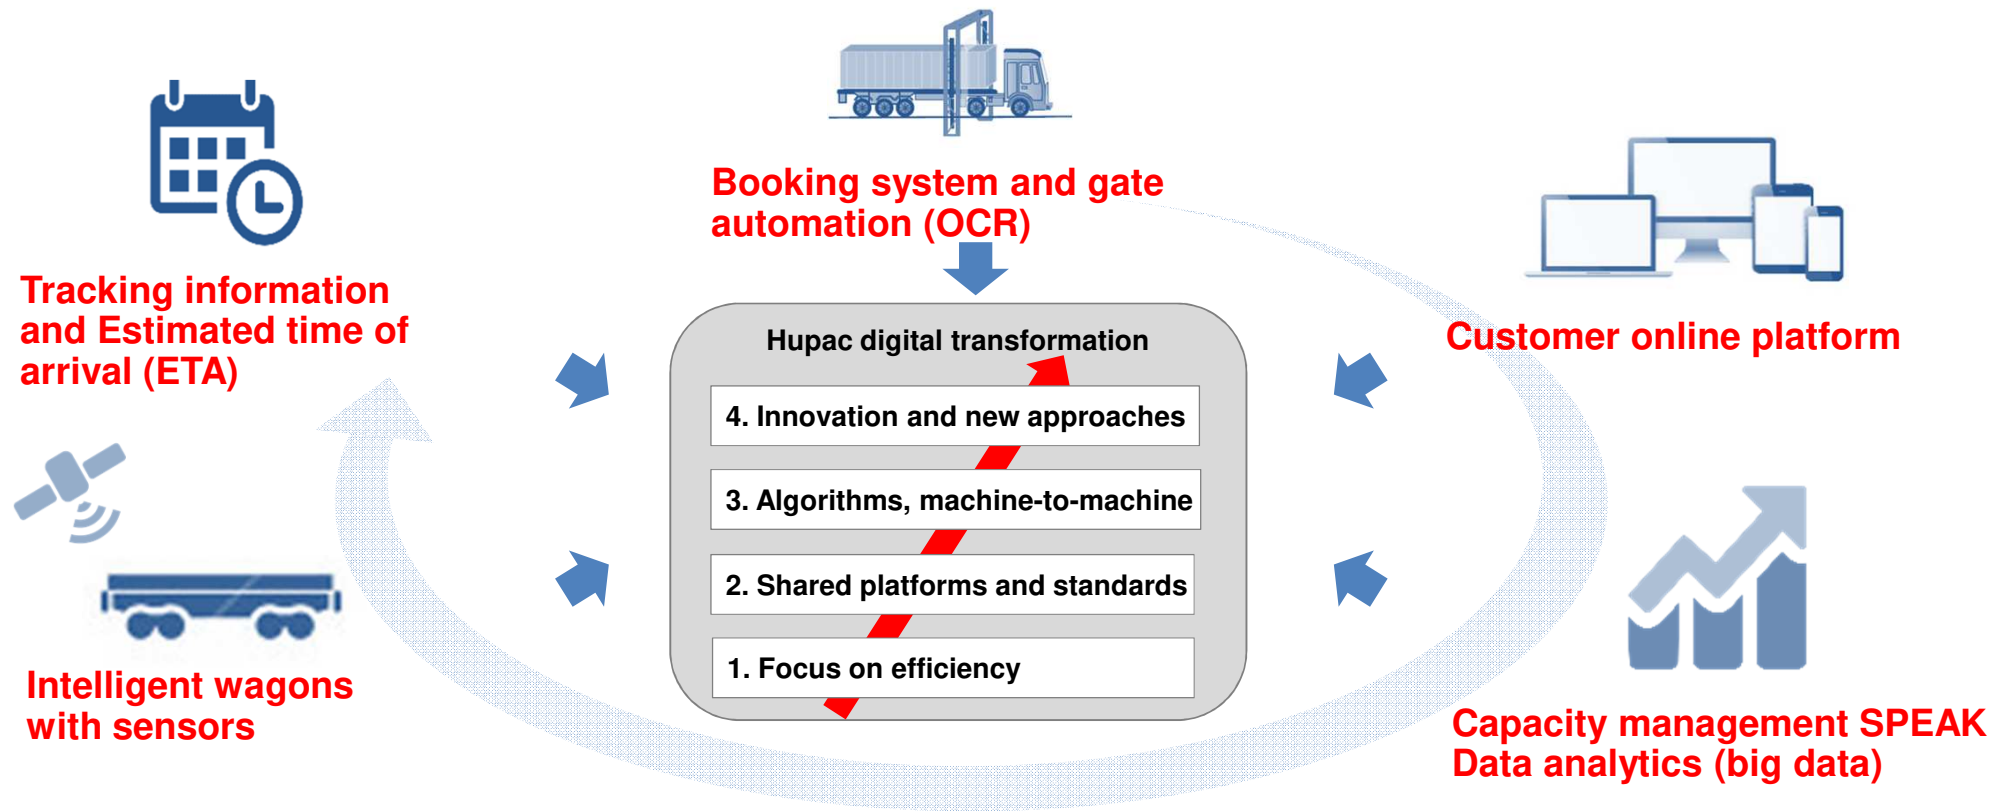 Booking system and gate
automation (OCR)
Tracking information
and Estimated time of
arrival (ETA)
Customer online platform
Hupac digital transformation
4. Innovation and new approaches
3. Algorithms, machine-to-machine
2. Shared platforms and standards
1. Focus on efficiency
Intelligent wagons
with sensors
Capacity management SPEAK
Data analytics (big data)